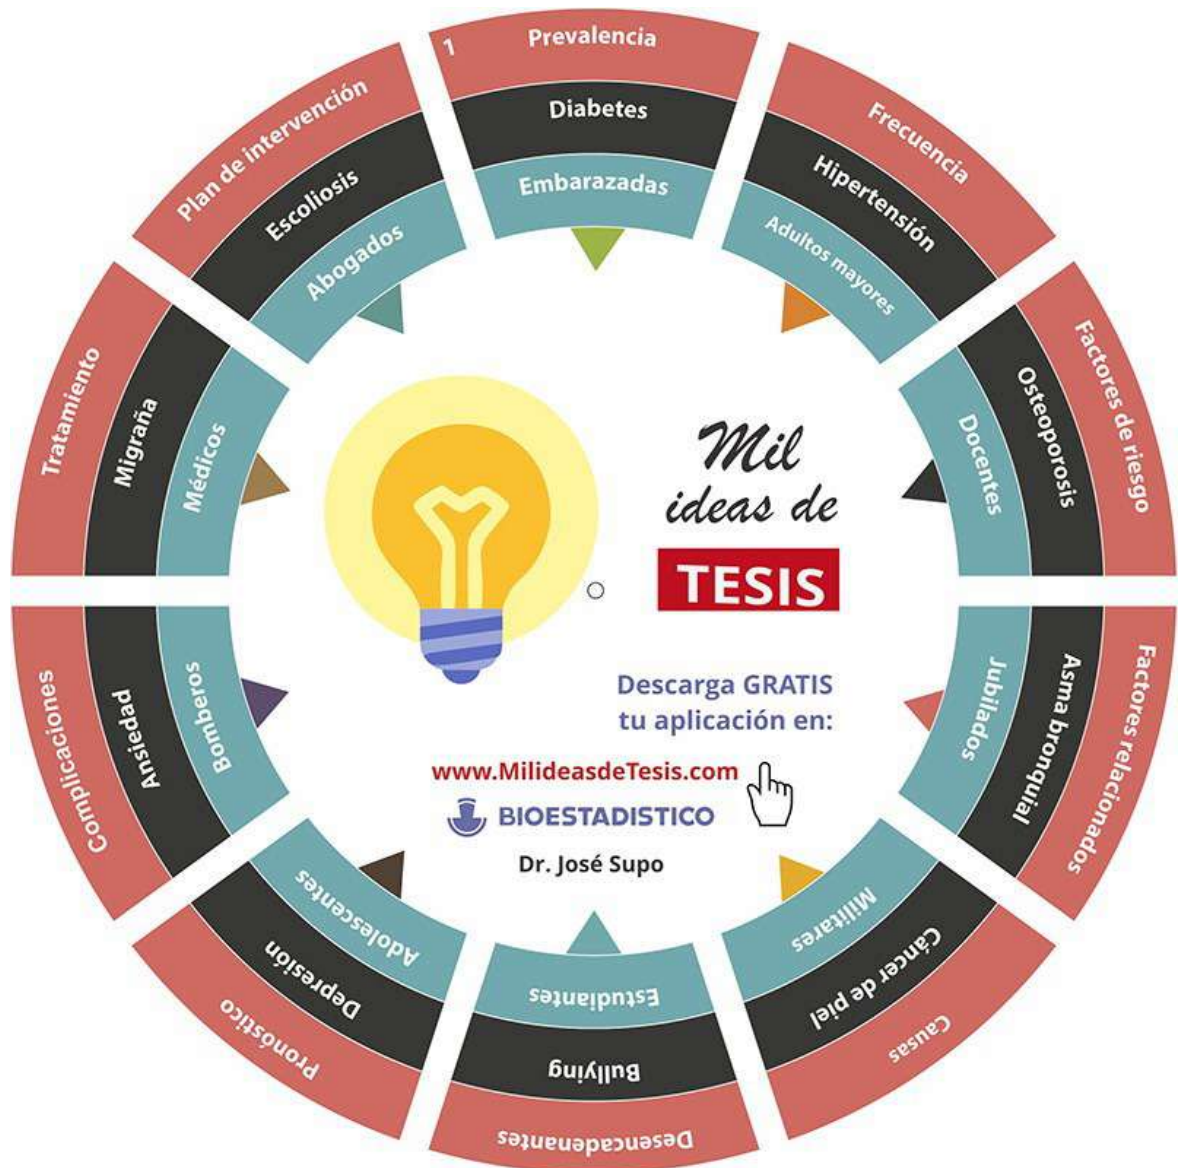 1
Prevalencia
Diabetes
Embarazadas
Frecuencia
Hipertensión
Adultos mayores
Factores de riesgo
Osteoporosis
Docentes
Factores relacionados
Asma bronquial
Jubilados
Causas
Cáncer de piel
Militares
Desencadenantes
Bullying
Estudiantes
Pronóstico
Depresión
Adolescentes
Complicaciones
Ansiedad
Bomberos
Tratamiento
Migraña
Médicos
Plan de intervención
Escoliosis
Abogados
Mil
ideas de
TESIS
Descarga GRATIS
tu aplicación en:
www.MilideasdeTesis.com
BIOESTADISTICO
Dr. José Supo